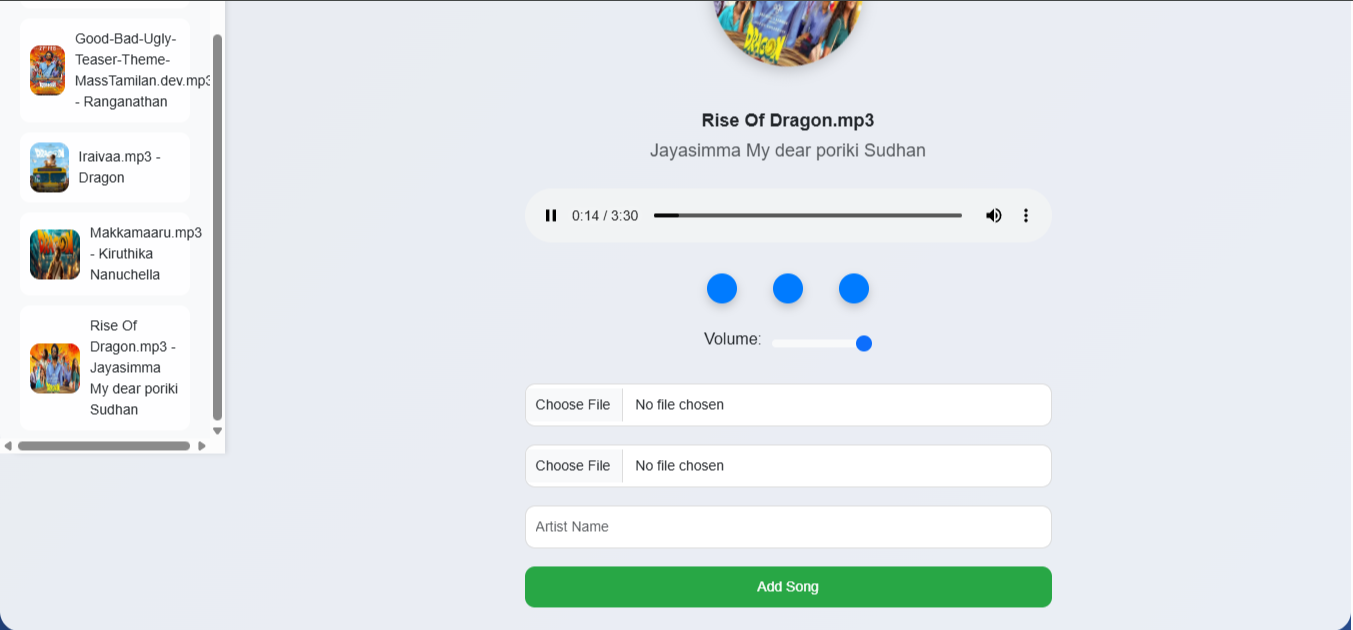 Good-Bad-Ugly-
Teaser-Theme-
MassTamilan.dev.mp3
- Ranganathan
Iraivaa.mp3 -
Dragon
Makkamaaru.mp3
- Kiruthika
Nanuchella
Rise Of
Dragon.mp3 -
Jayasimma
My dear poriki
Sudhan
DRAGON
Rise Of Dragon.mp3
Jayasimma My dear poriki Sudhan
0:14 / 3:30
Volume:
Choose File No file chosen
Choose File No file chosen
Artist Name
Add Song